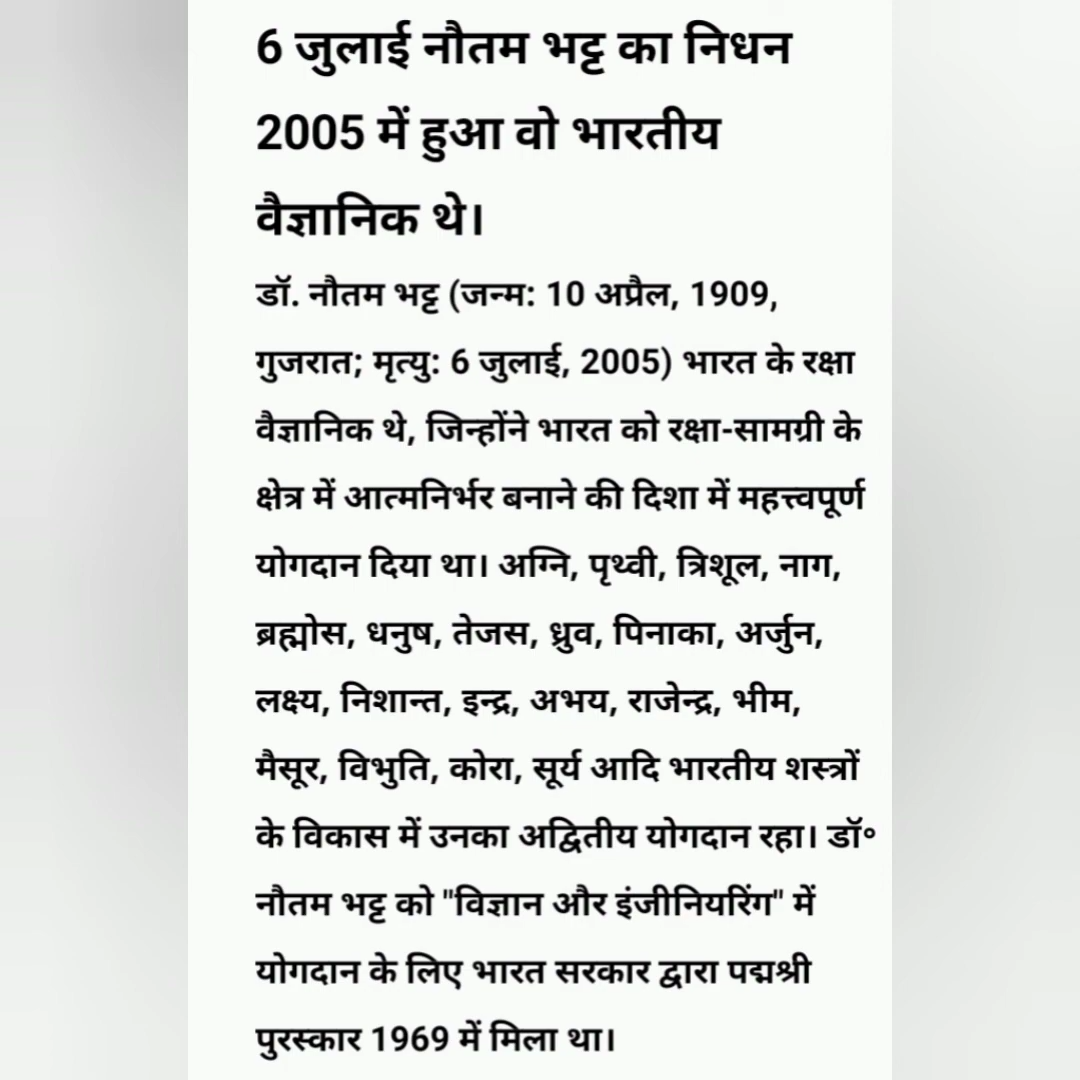 6 जुलाई नौतम भट्ट का निधन
2005 में हुआ वो भारतीय
वैज्ञानिक थे।
डॉ. नौतम भट्ट (जन्म: 10 अप्रैल, 1909,
गुजरात; मृत्यु: 6 जुलाई, 2005) भारत के रक्षा
वैज्ञानिक थे, जिन्होंने भारत को रक्षा-सामग्री के
क्षेत्र में आत्मनिर्भर बनाने की दिशा में महत्त्वपूर्ण
योगदान दिया था। अग्नि, पृथ्वी, त्रिशूल, नाग,
ब्रह्मोस, धनुष, तेजस, ध्रुव, पिनाका, अर्जुन,
लक्ष्य, निशान्त, इन्द्र, अभय, राजेन्द्र, भीम,
मैसूर, विभुति, कोरा, सूर्य आदि भारतीय शस्त्रों
के विकास में उनका अद्वितीय योगदान रहा। डॉ॰
नौतम भट्ट को "विज्ञान और इंजीनियरिंग" में
योगदान के लिए भारत सरकार द्वारा पद्मश्री
पुरस्कार 1969 में मिला था।